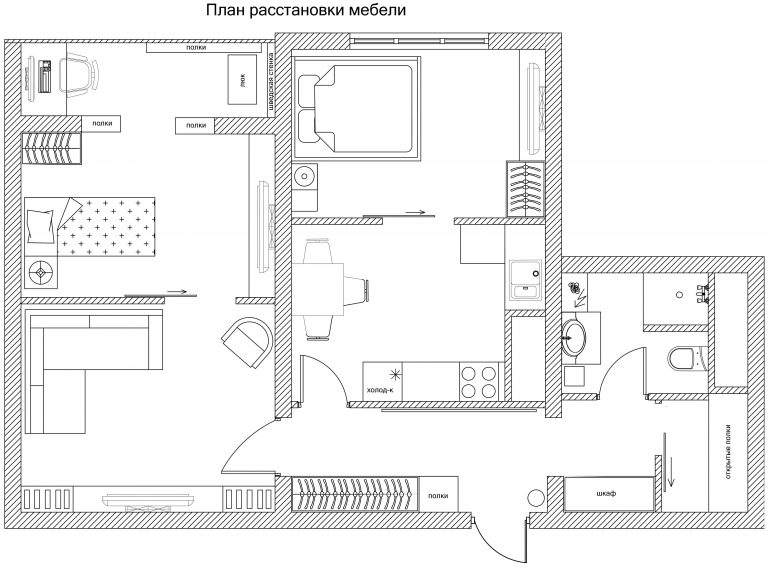 План расстановки мебели
полки
шведская стенка
люк
полки
полки
холод-к
открытые полки
полки
шкаф